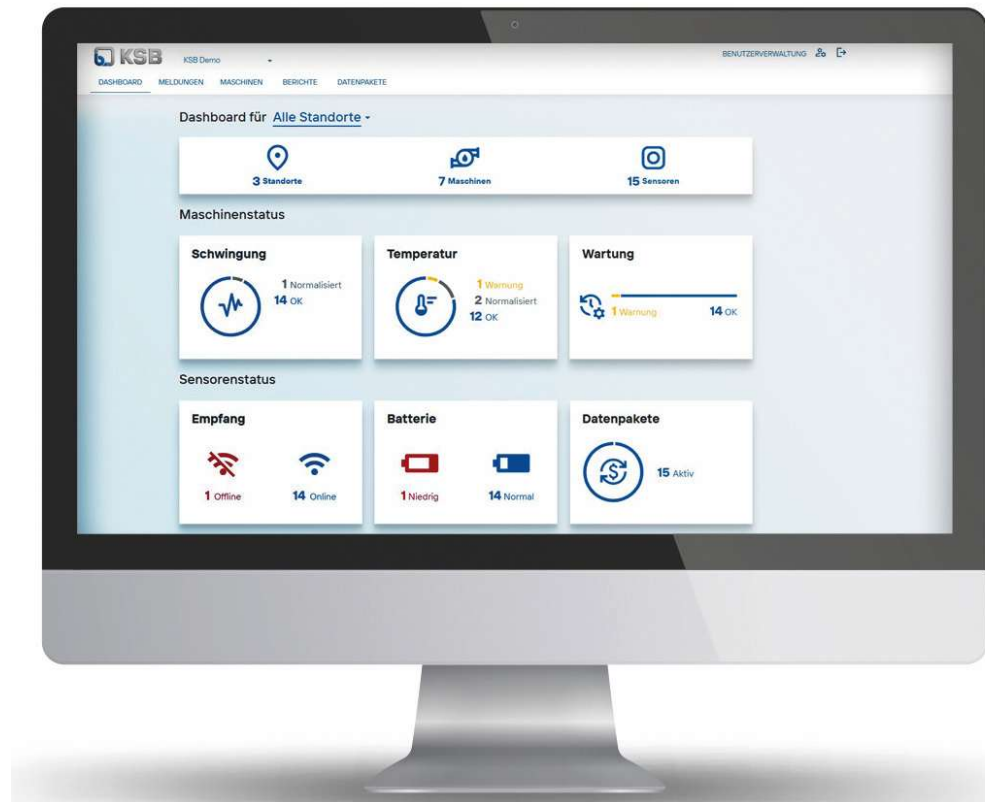 KSB KSB Demo BENUTZERVERWALTUNG
DASHBOARD MELDUNGEN MASCHINEN BERICHTE DATENPAKETE
Dashboard für Alle Standorte
3 Standorte 7 Maschinen 15 Sensoren
Maschinenstatus
Schwingung
1 Normalisiert
14 OK
Temperatur
1 Warnung
2 Normalisiert
12 OK
Wartung
1 Warnung 14 OK
Sensorenstatus
Empfang
1 Offline 14 Online
Batterie
1 Niedrig 14 Normal
Datenpakete
15 Aktiv